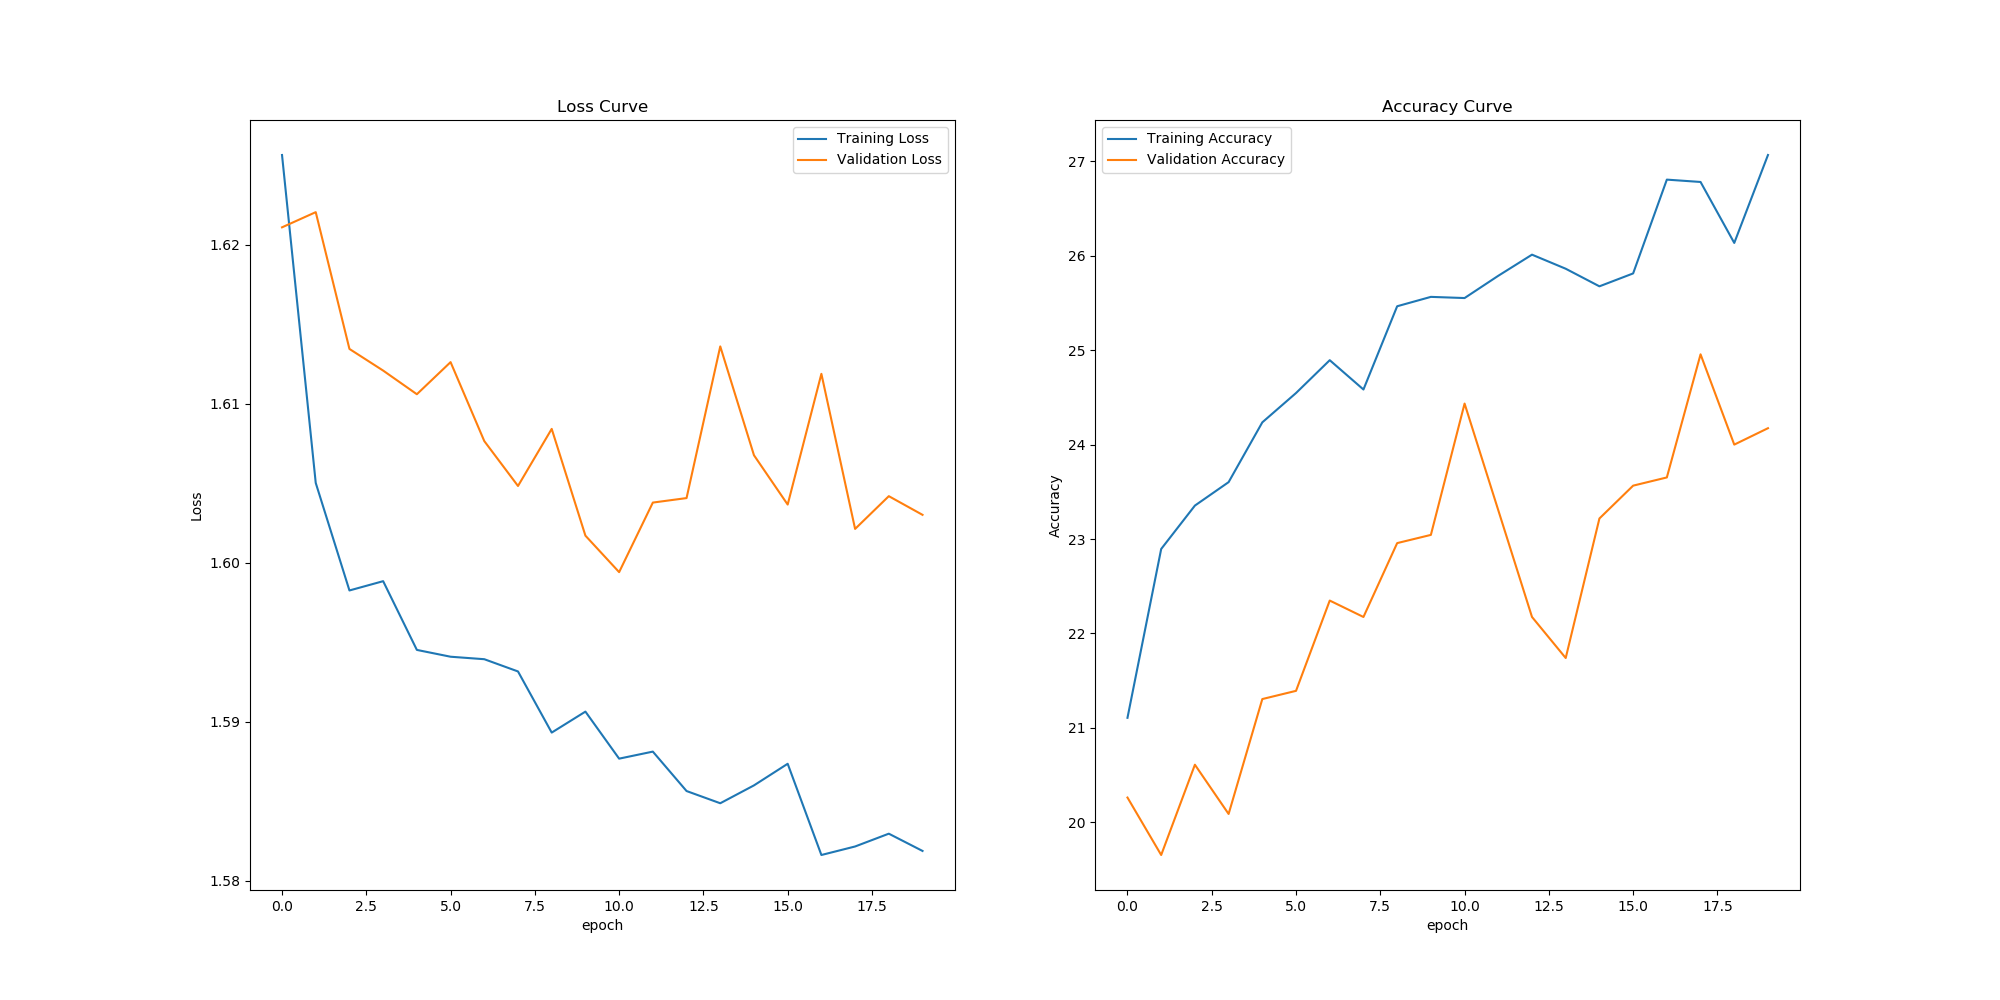 Loss Curve
Training Loss
Validation Loss
1.62
1.61
1.60
1.59
1.58
Loss
0.0 2.5 5.0 7.5 10.0 12.5 15.0 17.5
epoch
Accuracy Curve
Training Accuracy
Validation Accuracy
27
26
25
24
23
22
21
20
Accuracy
0.0 2.5 5.0 7.5 10.0 12.5 15.0 17.5
epoch